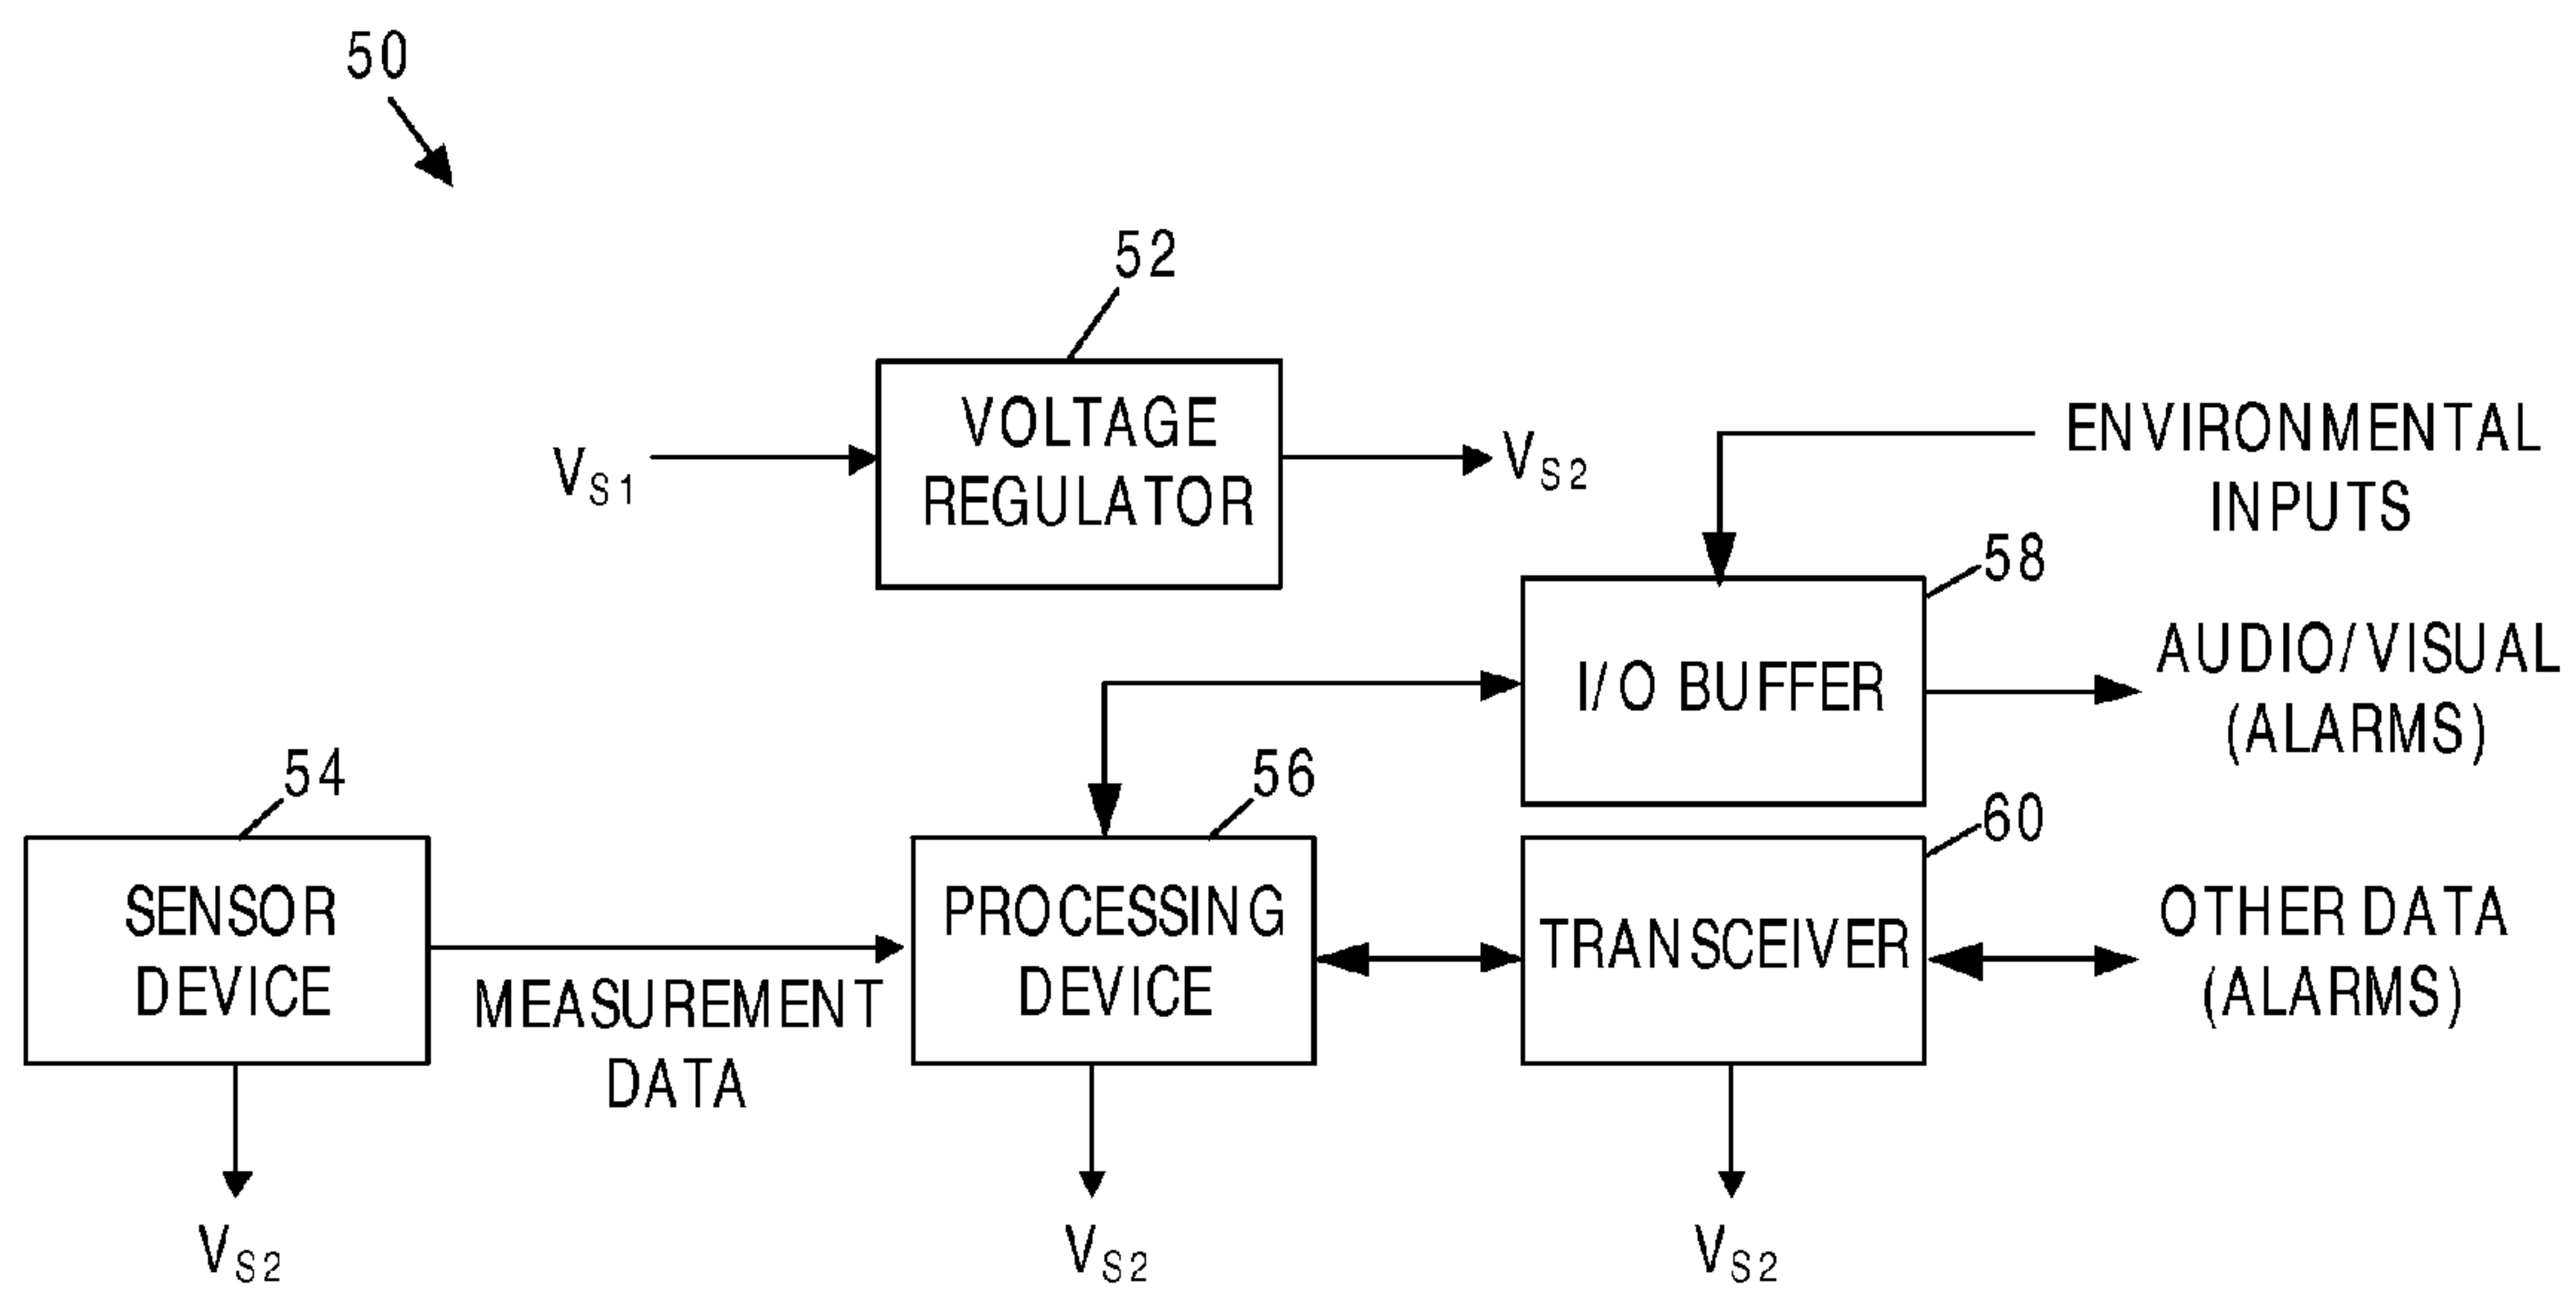 50
52
VOLTAGE
REGULATOR
VS1
VS2
ENVIRONMENTAL
INPUTS
58
I/O BUFFER
AUDIO/VISUAL
(ALARMS)
54
SENSOR
DEVICE
MEASUREMENT
DATA
56
PROCESSING
DEVICE
60
TRANSCEIVER
OTHER DATA
(ALARMS)
VS2
VS2
VS2